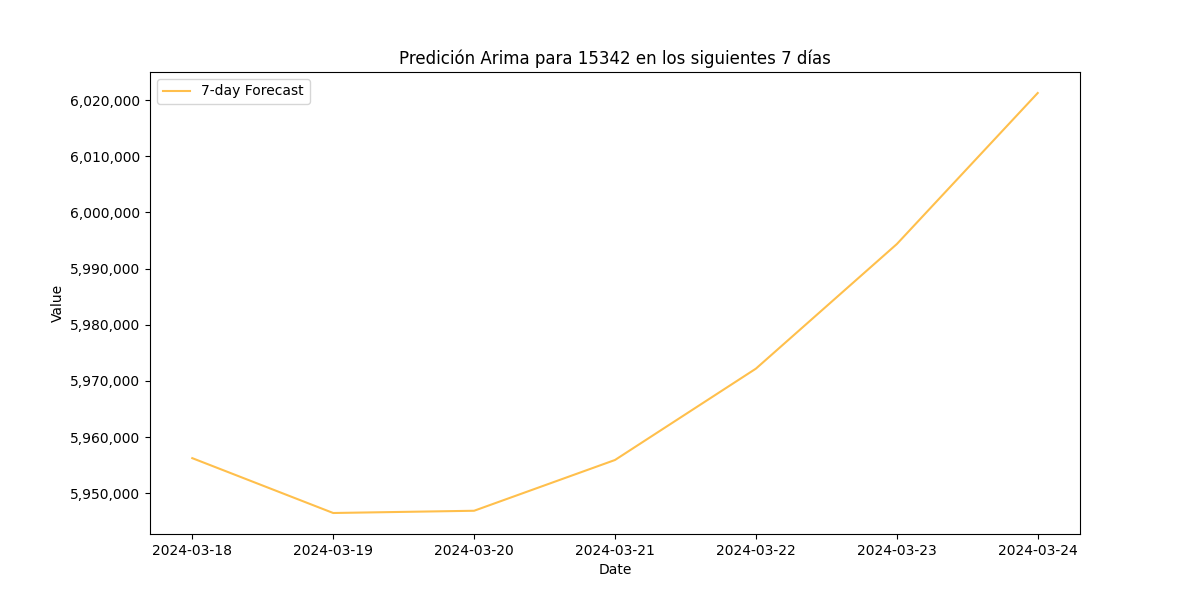 Predición Arima para 15342 en los siguientes 7 días
7-day Forecast
6,020,000
6,010,000
6,000,000
5,990,000
5,980,000
5,970,000
5,960,000
5,950,000
Value
2024-03-18 2024-03-19 2024-03-20 2024-03-21 2024-03-22 2024-03-23 2024-03-24
Date